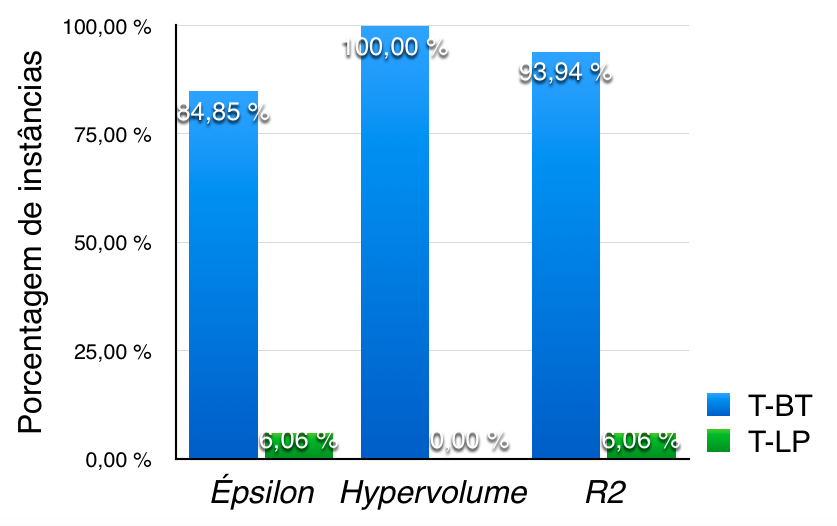 100,00 %
75,00 %
50,00 %
25,00 %
0,00 %
Porcentagem de instâncias
84,85 %
6,06 %
100,00 %
0,00 %
93,94 %
6,06 %
Épsilon
Hypervolume
R2
T-BT
T-LP